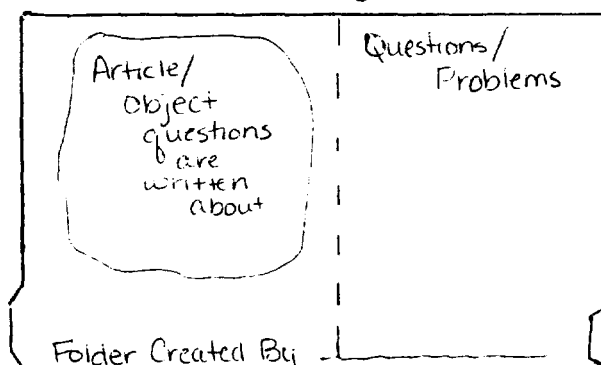 Article/
object
questions
are
written
about
Questions/
Problems
Folder Created By